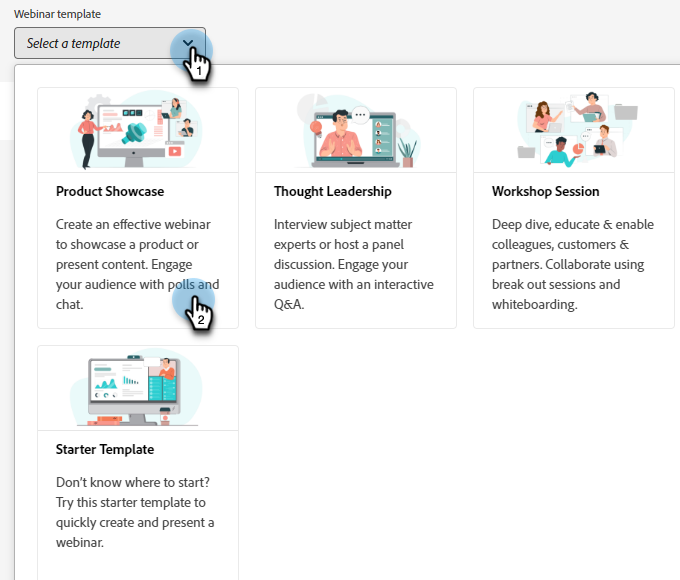 Webinar template
Select a template
1
Product Showcase
Create an effective webinar
to showcase a product or
present content. Engage
your audience with polls and
chat.
2
Thought Leadership
Interview subject matter
experts or host a panel
discussion. Engage your
audience with an interactive
Q&A.
Workshop Session
Deep dive, educate & enable
colleagues, customers &
partners. Collaborate using
break out sessions and
whiteboarding.
Starter Template
Don’t know where to start?
Try this starter template to
quickly create and present a
webinar.